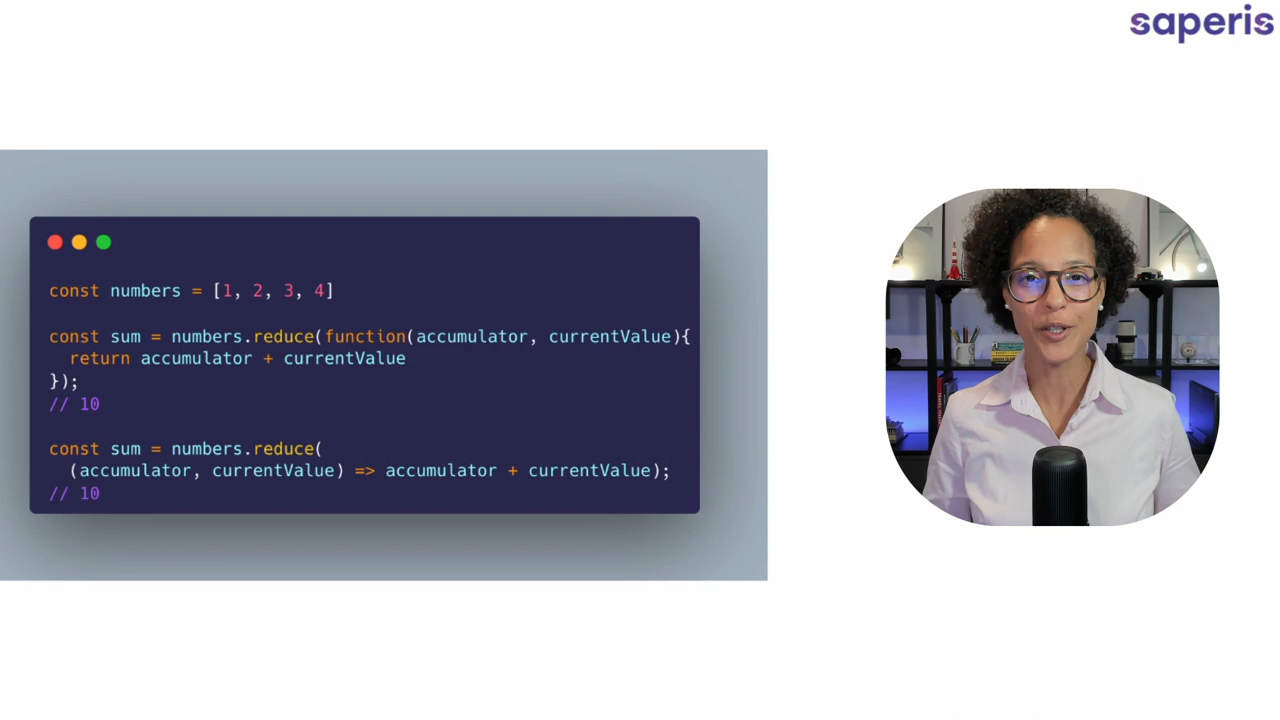 saperis
const numbers = [1, 2, 3, 4]
const sum = numbers.reduce(function(accumulator, currentValue){
  return accumulator + currentValue
});
// 10
const sum = numbers.reduce(
  (accumulator, currentValue) => accumulator + currentValue);
// 10